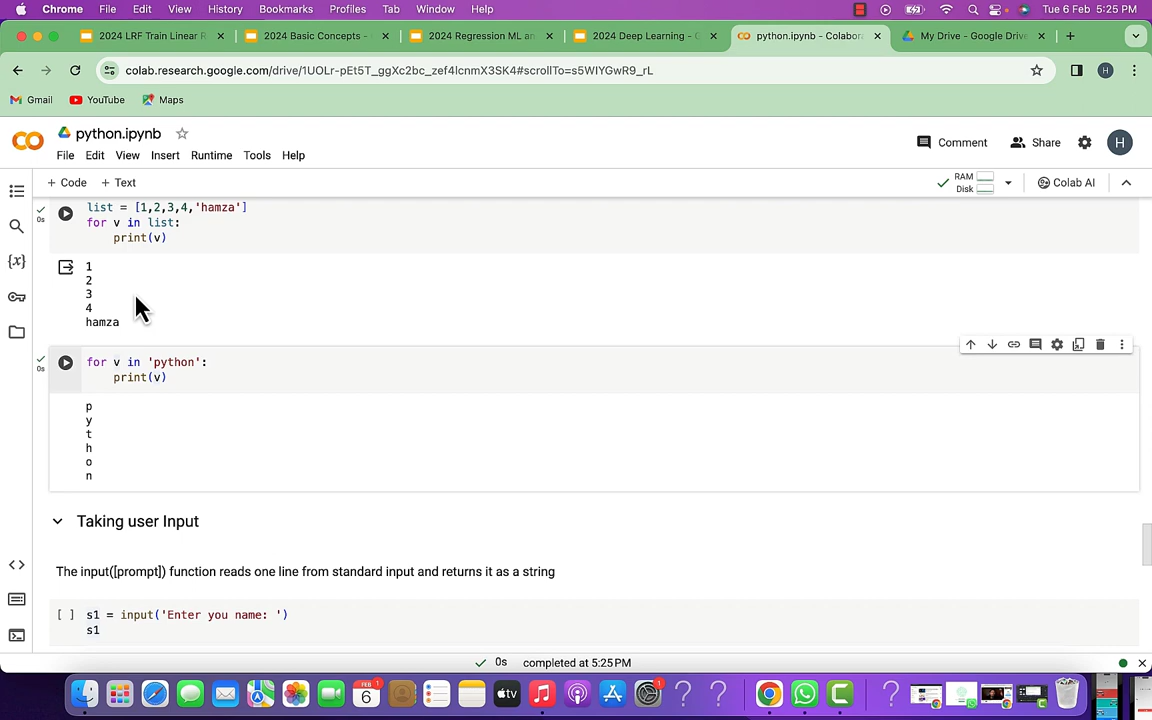 Chrome File Edit View History Bookmarks Profiles Tab Window Help Tue 6 Feb 5:25 PM
2024 LRF Train Linear R 2024 Basic Concepts - 2024 Regression ML an 2024 Deep Learning - G python.ipynb - Colabora My Drive - Google Drive
colab.research.google.com/drive/1UOLr-pEt5T_ggXc2bc_zef4lcnmX3SK4#scrollTo=s5WIYGwR9_rL H
Gmail YouTube Maps
python.ipynb
Comment Share H
File Edit View Insert Runtime Tools Help
+ Code + Text RAM Disk Colab AI
list = [1,2,3,4,'hamza']
0s for v in list:
print(v)
{x}
1
2
3
4
hamza
for v in 'python':
0s print(v)
p
y
t
h
o
n
Taking user Input
The input([prompt]) function reads one line from standard input and returns it as a string
[ ] s1 = input('Enter you name: ')
s1
0s completed at 5:25 PM
FEB 1
6
tv
1